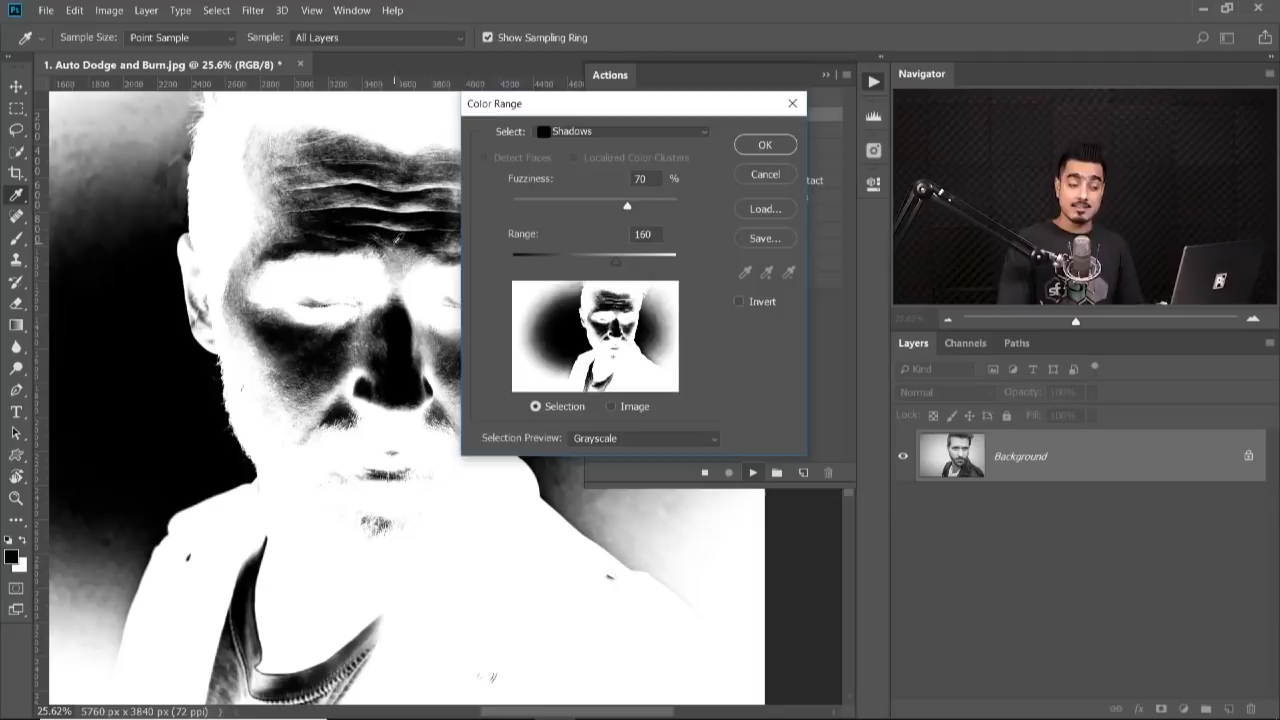 Ps File Edit Image Layer Type Select Filter 3D View Window Help
Sample Size: Point Sample Sample: All Layers Show Sampling Ring
1. Auto Dodge and Burn.jpg @ 25.6% (RGB/8) * ×
1600 1800 2000 2200 2400 2600 2800 3000 3200 3400 3600 3800 4000 4200 4400
Actions
Color Range
Select: Shadows
Detect Faces Localized Color Clusters
Fuzziness: 70 %
Range: 160
OK
Cancel
Load...
Save...
Invert
Selection Image
Selection Preview: Grayscale
tact
Navigator
25.62%
Layers Channels Paths
Kind
Normal Opacity: 100%
Lock: Fill: 100%
Background
fx
25.62% 5760 px x 3840 px (72 ppi)